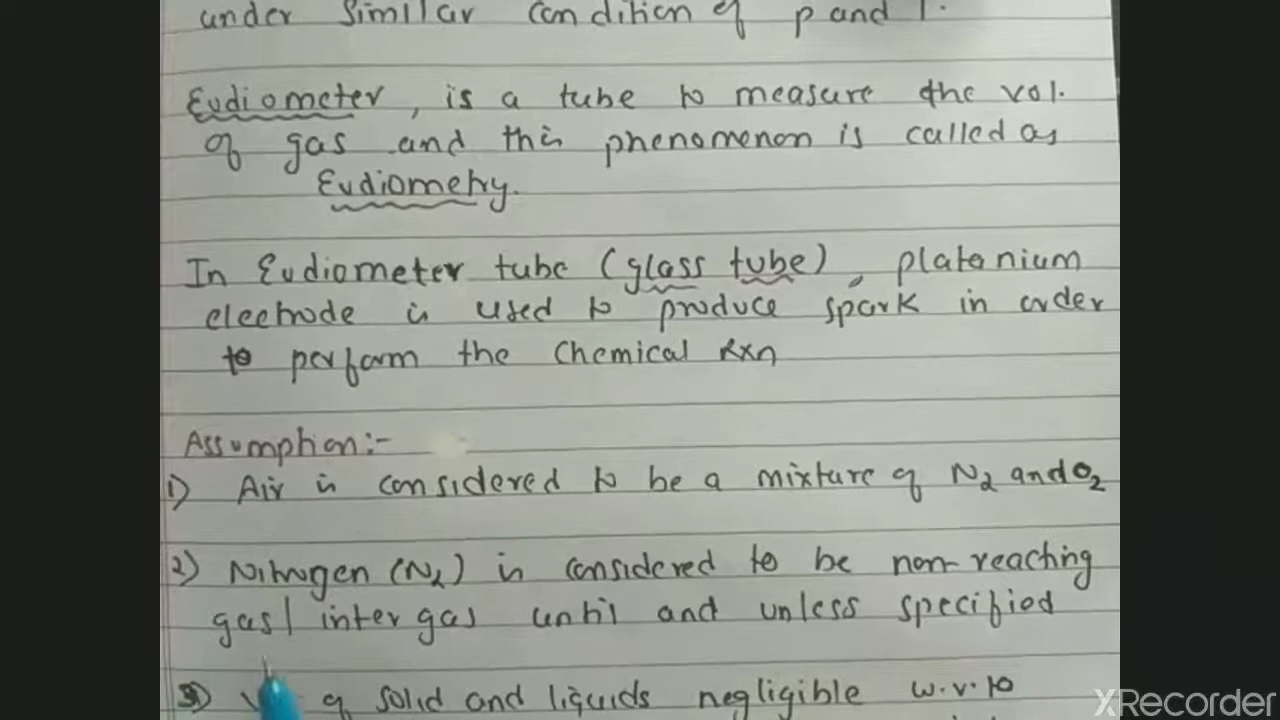 under similar condition of p and T.
Eudiometer, is a tube to measure the vol.
of gas and this phenomenon is called as
Eudiometry.
In Eudiometer tube (glass tube), platenium
electrode is used to produce spark in order
to perform the Chemical Rxn
Assumption:-
1) Air is considered to be a mixture of N2 and O2
2) Nitrogen (N2) is considered to be non-reaching
gas/ inter gas until and unless specified
3) of solid and liquids negligible w.r.to
XRecorder